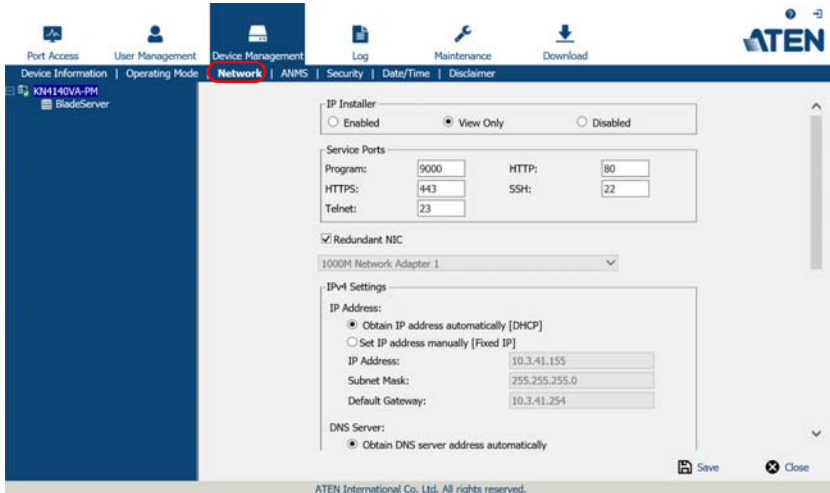 ATEN
Port Access User Management Device Management Log Maintenance Download
Device Information | Operating Mode | Network | ANMS | Security | Date/Time | Disclaimer
KN4140VA-PM
BladeServer
IP Installer
Enabled View Only Disabled
Service Ports
Program: 9000 HTTP: 80
HTTPS: 443 SSH: 22
Telnet: 23
Redundant NIC
1000M Network Adapter 1
IPv4 Settings
IP Address:
Obtain IP address automatically [DHCP]
Set IP address manually [Fixed IP]
IP Address: 10.3.41.155
Subnet Mask: 255.255.255.0
Default Gateway: 10.3.41.254
DNS Server:
Obtain DNS server address automatically
Save Close
ATEN International Co. Ltd. All rights reserved.